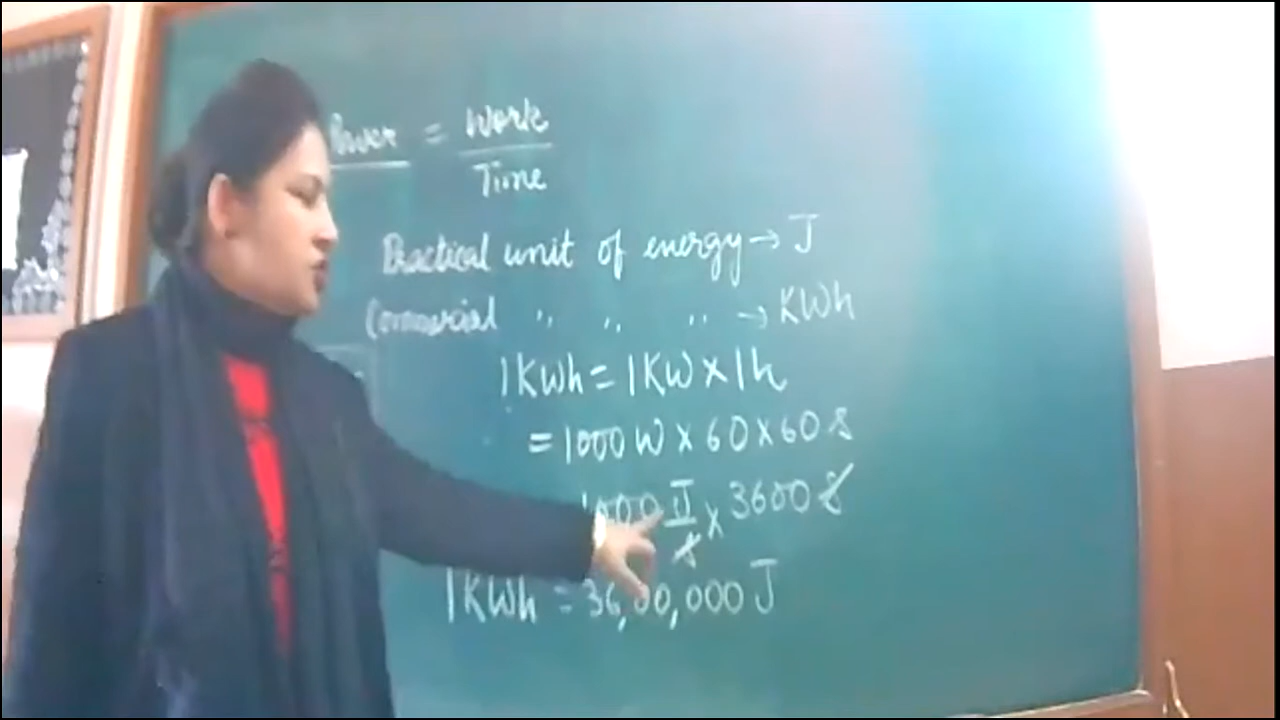 Power = Work
Time
Practical unit of energy → J
Commercial " " " → KWh
1KWh = 1KW × 1h
= 1000 W × 60 × 60 s
1000 J/s × 3600 s
1KWh = 36,00,000 J